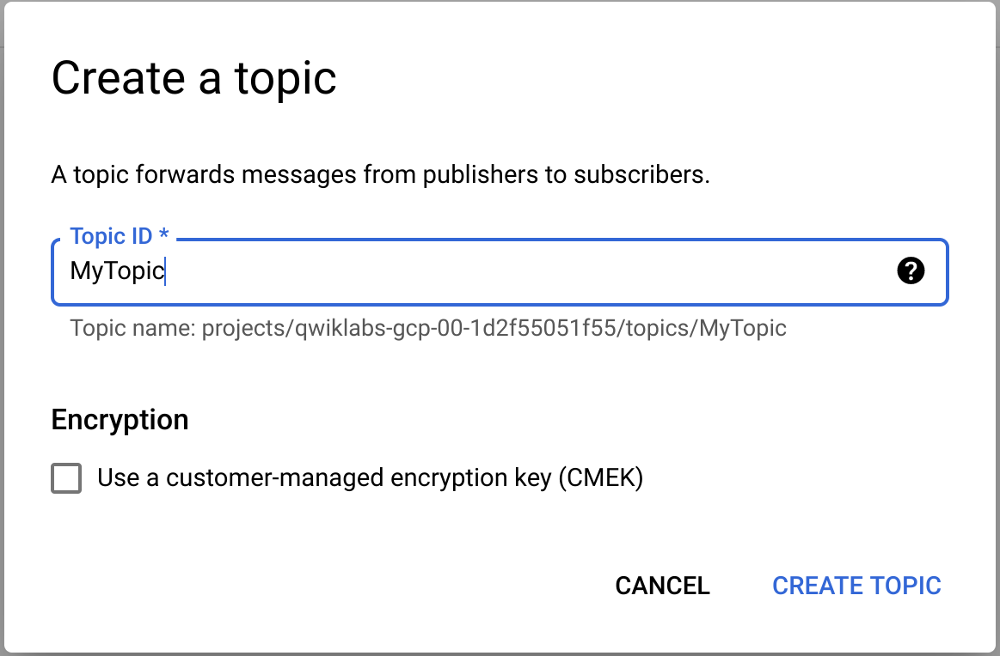 Create a topic
A topic forwards messages from publishers to subscribers.
Topic ID *
MyTopic
?
Topic name: projects/qwiklabs-gcp-00-1d2f55051f55/topics/MyTopic
Encryption
Use a customer-managed encryption key (CMEK)
CANCEL CREATE TOPIC